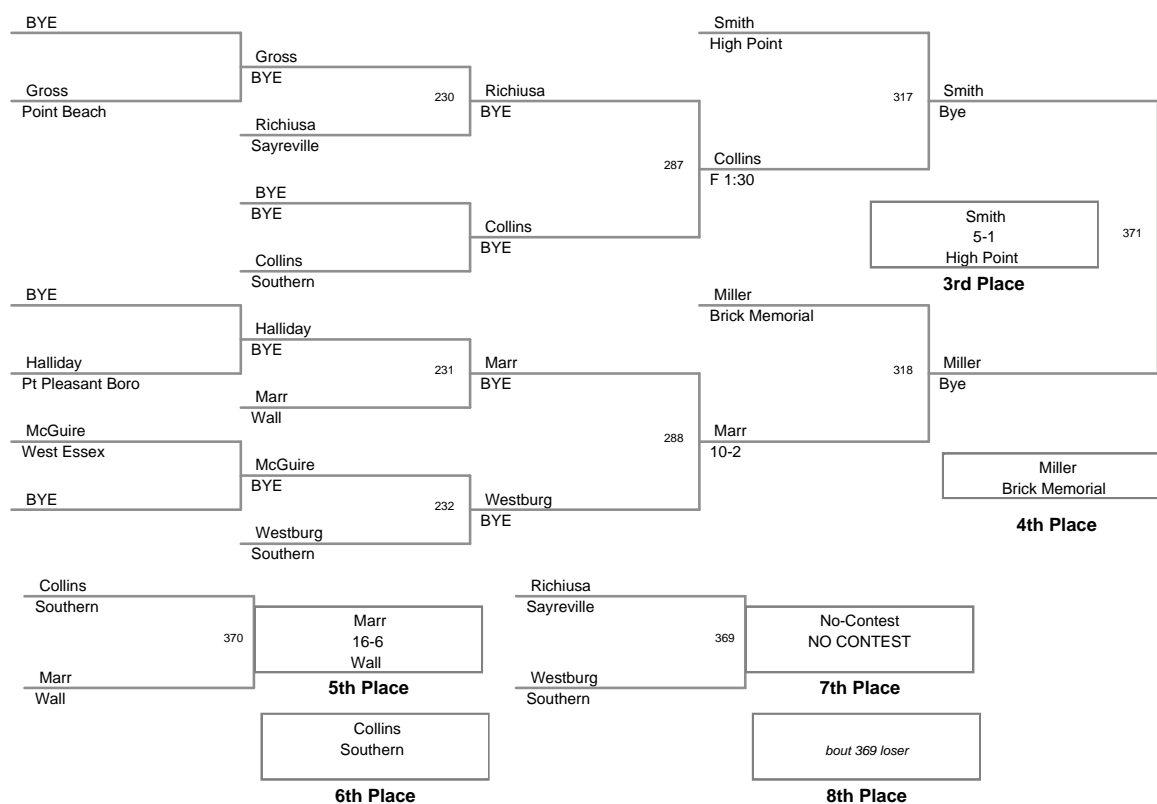 BYE
Gross
Point Beach
Gross
BYE
230
Richiusa
Sayreville
Richiusa
BYE
BYE
BYE
Collins
Southern
Collins
BYE
287
Smith
High Point
Collins
F 1:30
317
Smith
Bye
BYE
Halliday
Pt Pleasant Boro
Halliday
BYE
231
Marr
Wall
Marr
BYE
McGuire
West Essex
BYE
McGuire
BYE
232
Westburg
Southern
Westburg
BYE
288
Miller
Brick Memorial
Marr
10-2
318
Miller
Bye
371
Smith
5-1
High Point
3rd Place
Miller
Brick Memorial
4th Place
Collins
Southern
370
Marr
Wall
Marr
16-6
Wall
5th Place
Collins
Southern
6th Place
Richiusa
Sayreville
369
Westburg
Southern
No-Contest
NO CONTEST
7th Place
bout 369 loser
8th Place